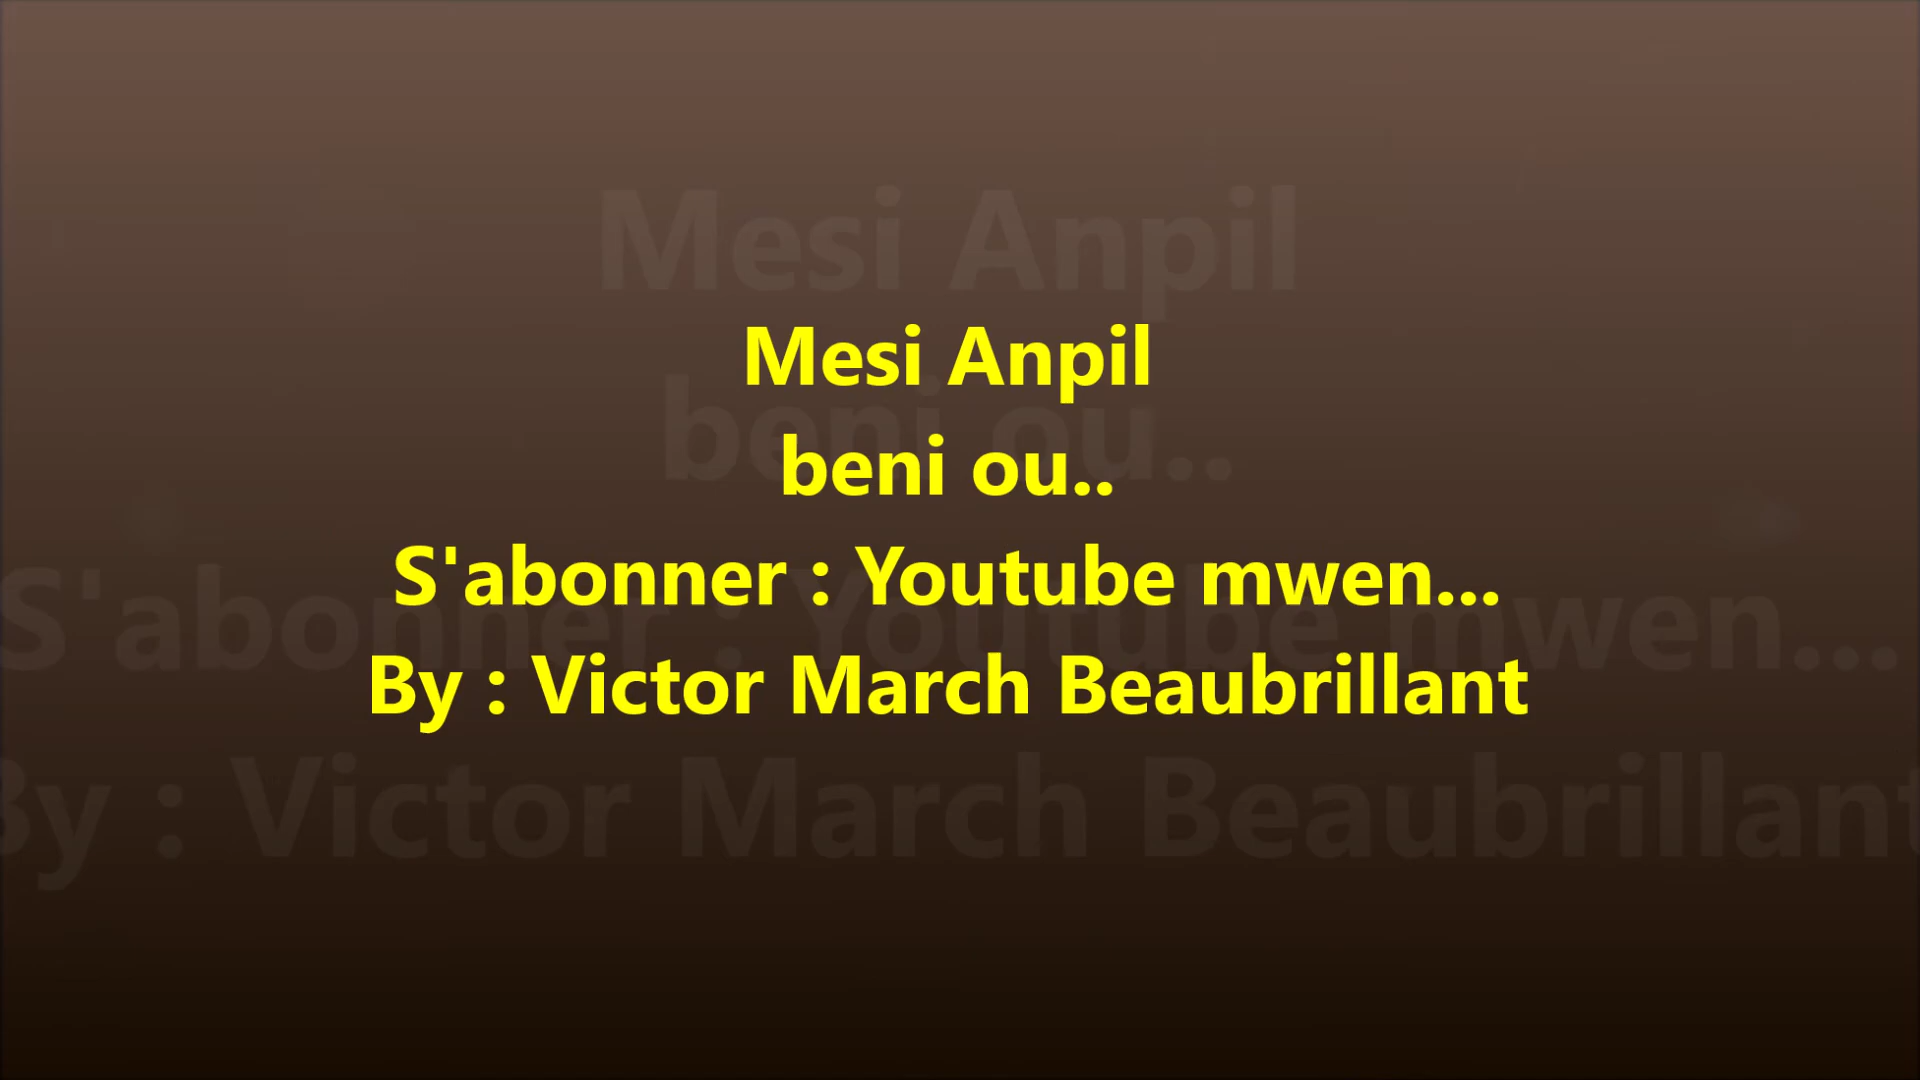 Mesi Anpil
beni ou..
S'abonner : Youtube mwen...
By : Victor March Beaubrillant